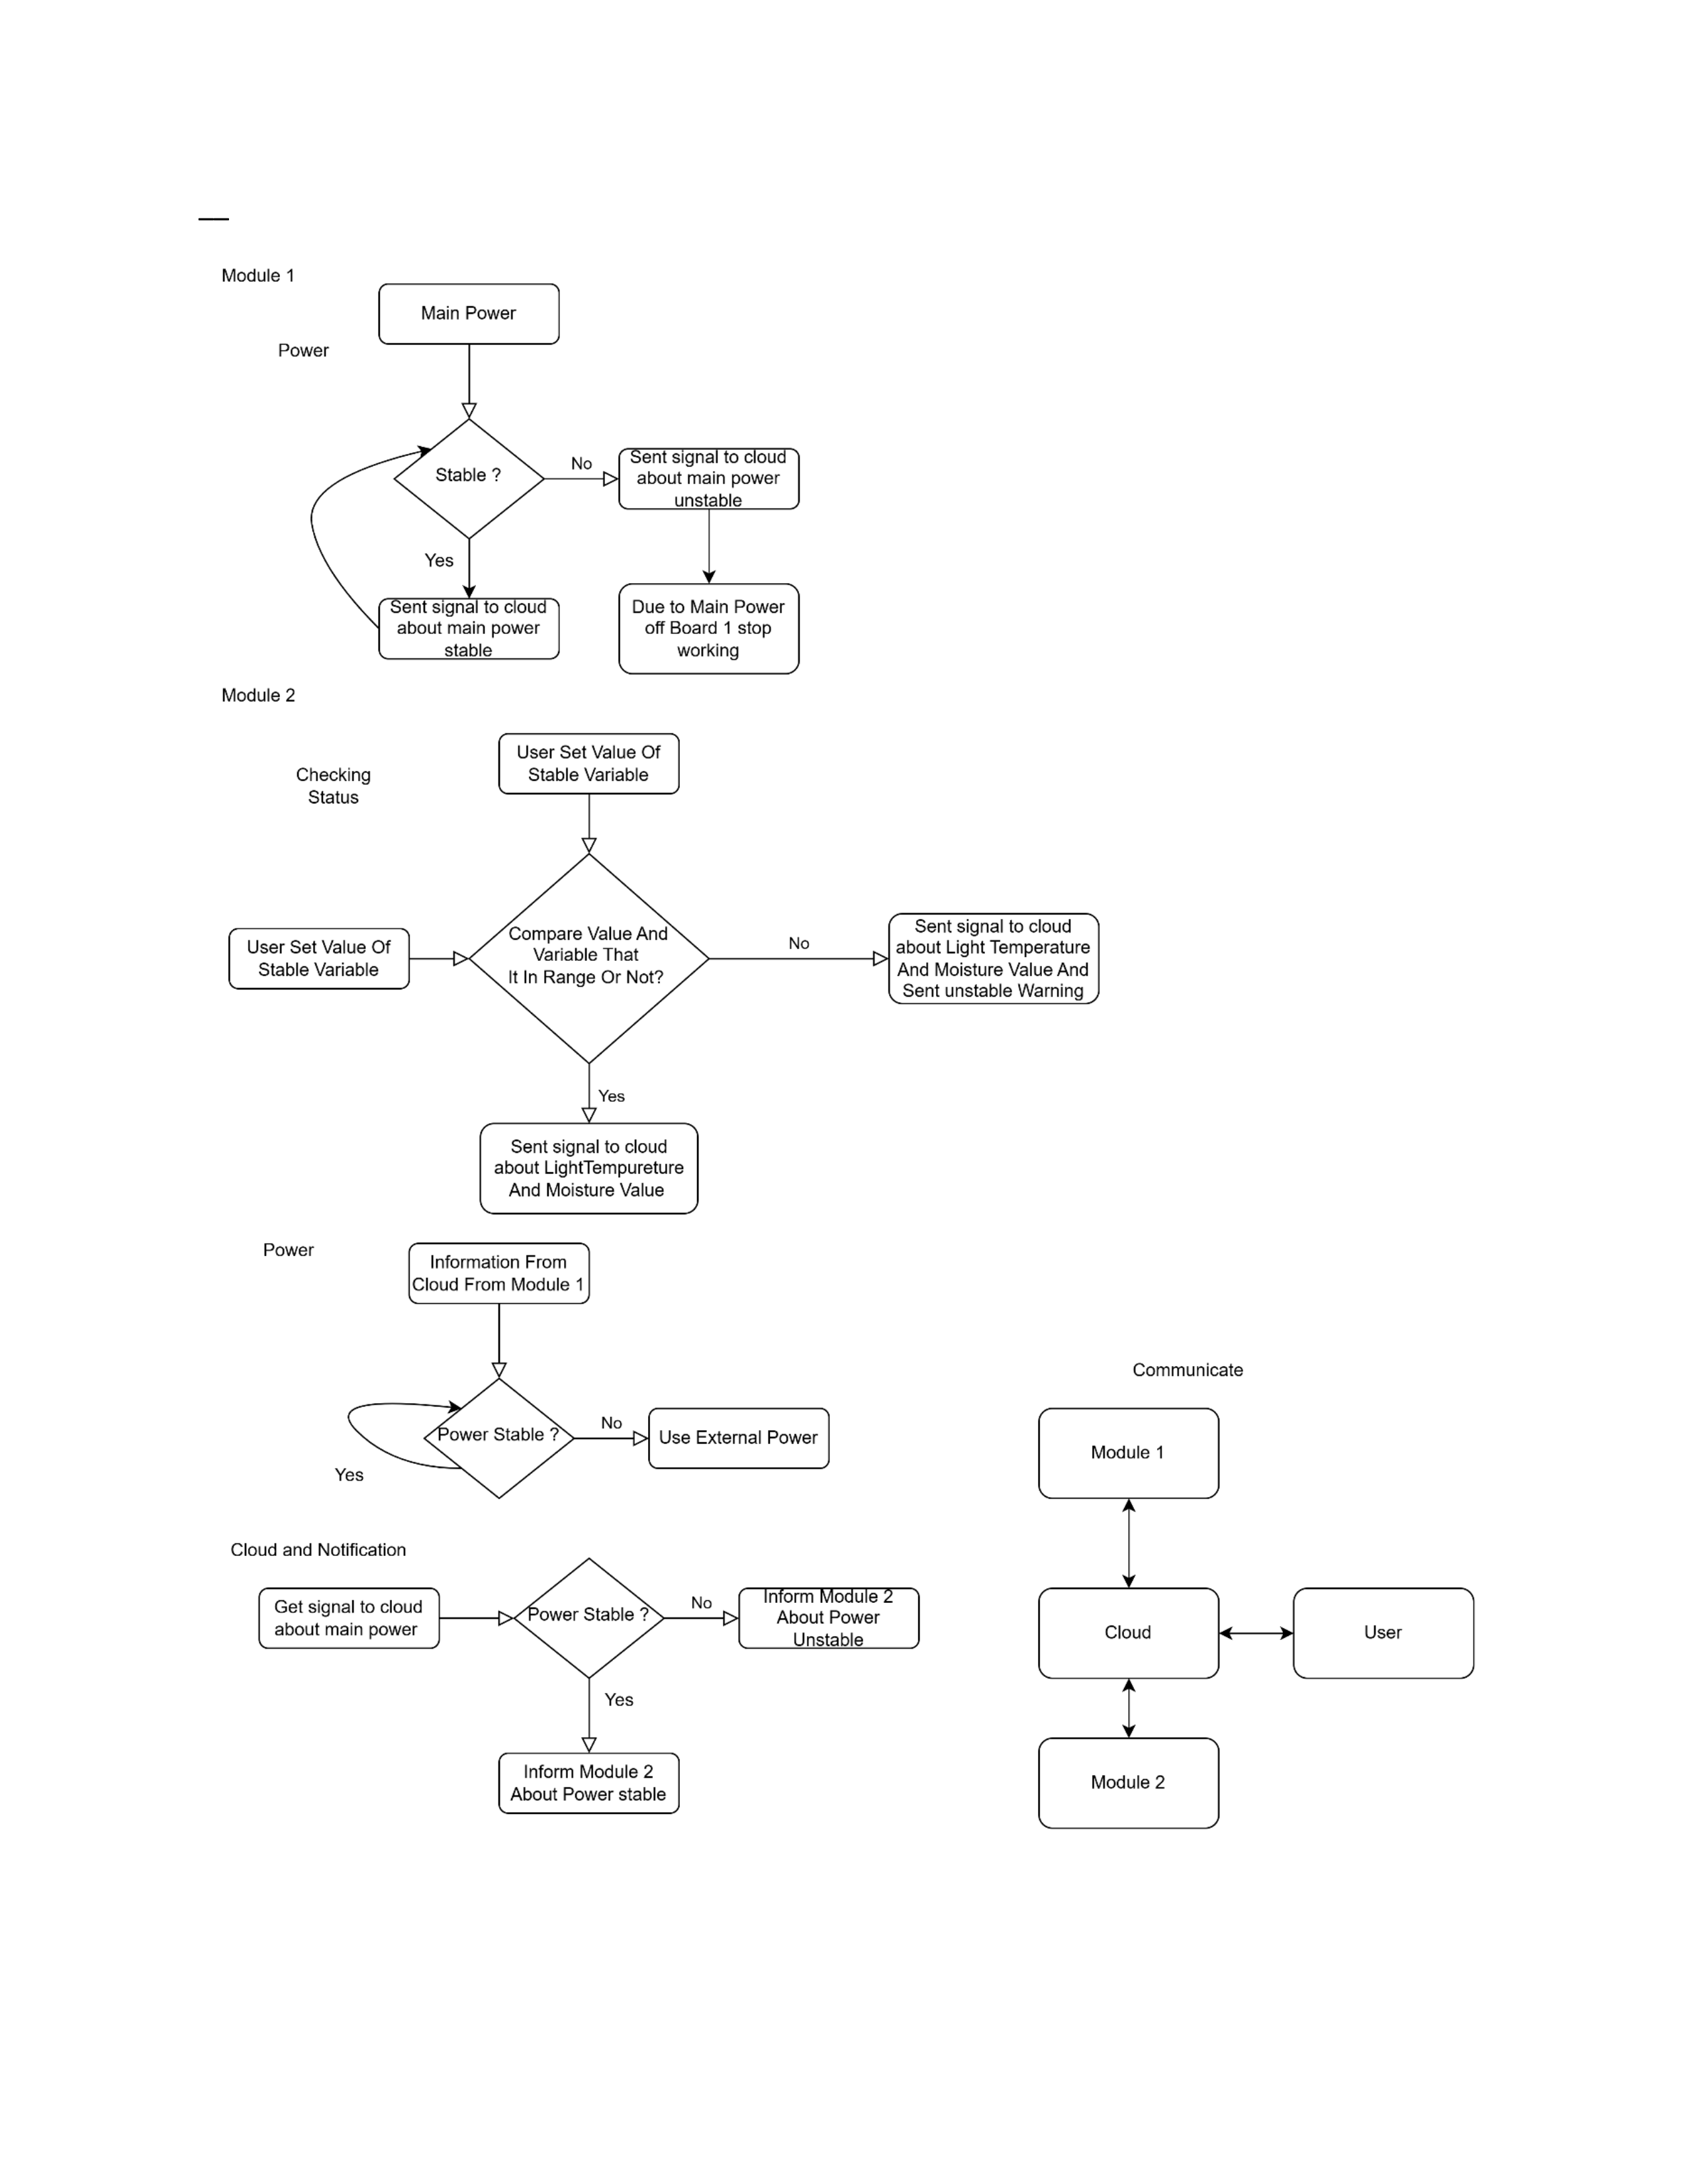 Module 1
Main Power
Power
Stable ?
No
Sent signal to cloud
about main power
unstable
Yes
Sent signal to cloud
about main power
stable
Due to Main Power
off Board 1 stop
working
Module 2
User Set Value Of
Stable Variable
Checking
Status
User Set Value Of
Stable Variable
Compare Value And
Variable That
It In Range Or Not?
No
Sent signal to cloud
about Light Temperature
And Moisture Value And
Sent unstable Warning
Yes
Sent signal to cloud
about LightTempureture
And Moisture Value
Power
Information From
Cloud From Module 1
Power Stable ?
No
Use External Power
Yes
Cloud and Notification
Get signal to cloud
about main power
Power Stable ?
No
Inform Module 2
About Power
Unstable
Yes
Inform Module 2
About Power stable
Communicate
Module 1
Cloud
User
Module 2